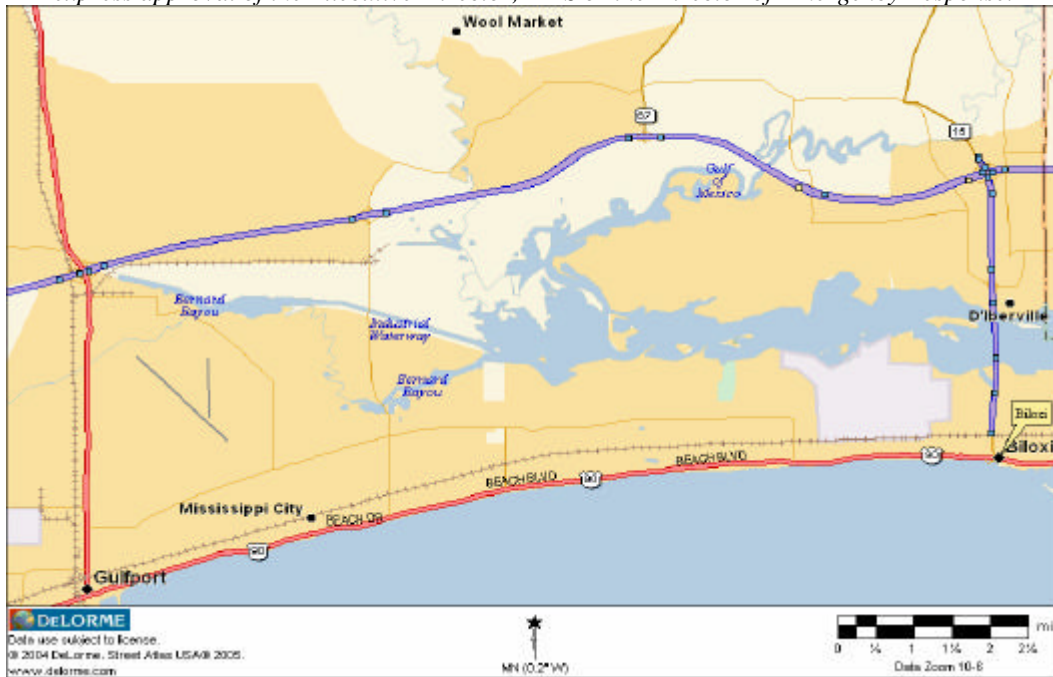 Wool Market
67
15
Gulf
Of
Mexico
Bernard
Bayou
Industrial
Waterway
D'Iberville
Bernard
Bayou
Biloxi
Biloxi
BEACH BLVD
90
BEACH BLVD
90
Mississippi City
BEACH DR
90
Gulfport
DELORME
Data use subject to license.
© 2004 DeLorme. Street Atlas USA® 2005.
www.delorme.com
MN (0.2° W)
mi
0 ½ 1 1½ 2 2½
Data Zoom 10-6